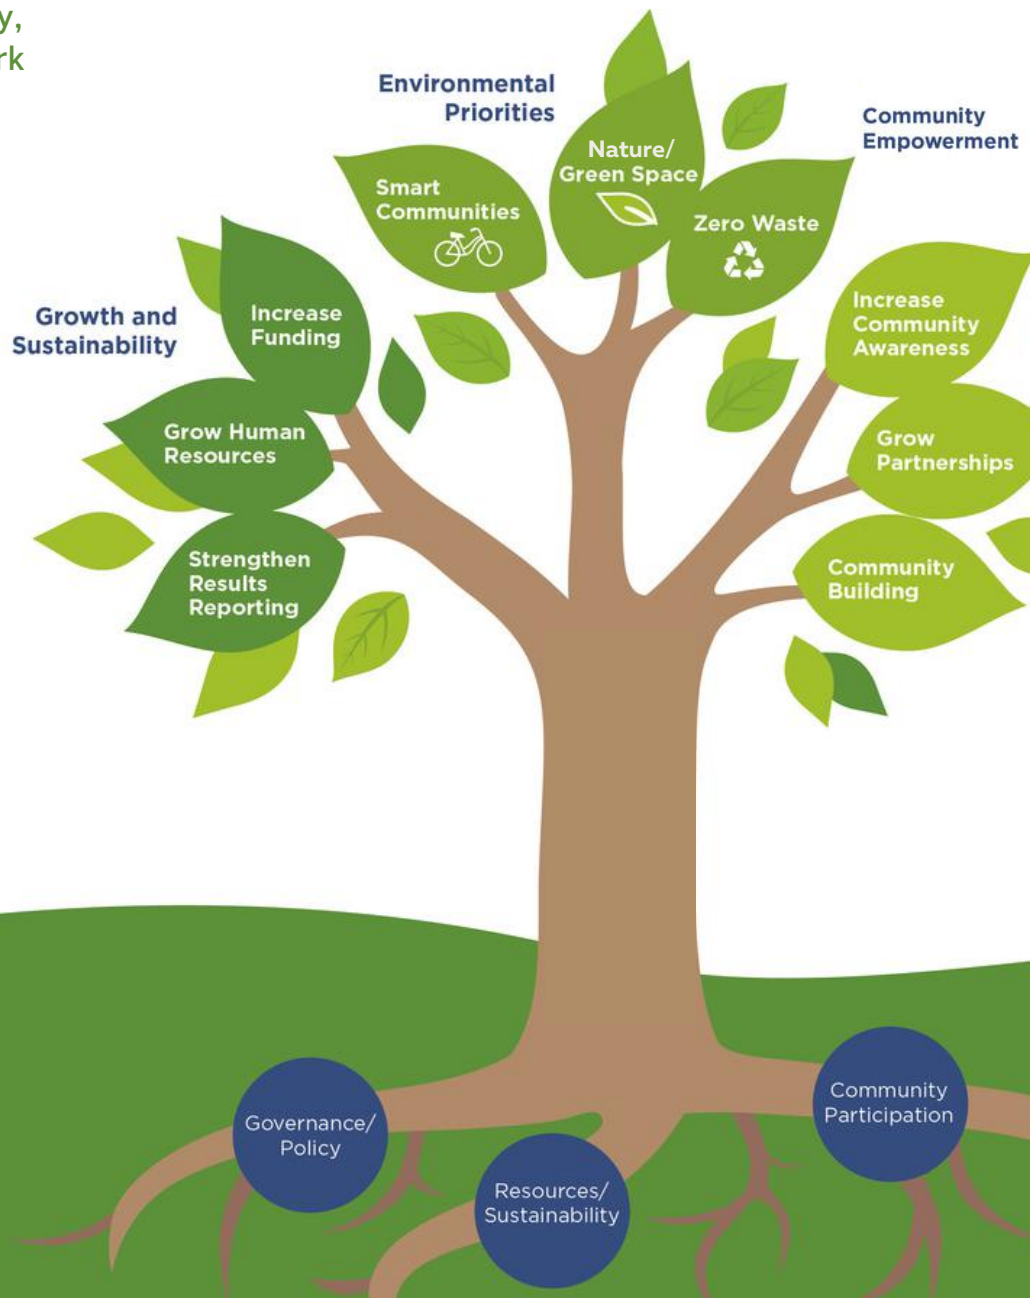 y,
rk
Environmental
Priorities
Community
Empowerment
Nature/
Green Space
Smart
Communities
Zero Waste
Growth and
Sustainability
Increase
Funding
Increase
Community
Awareness
Grow Human
Resources
Grow
Partnerships
Strengthen
Results
Reporting
Community
Building
Governance/
Policy
Resources/
Sustainability
Community
Participation